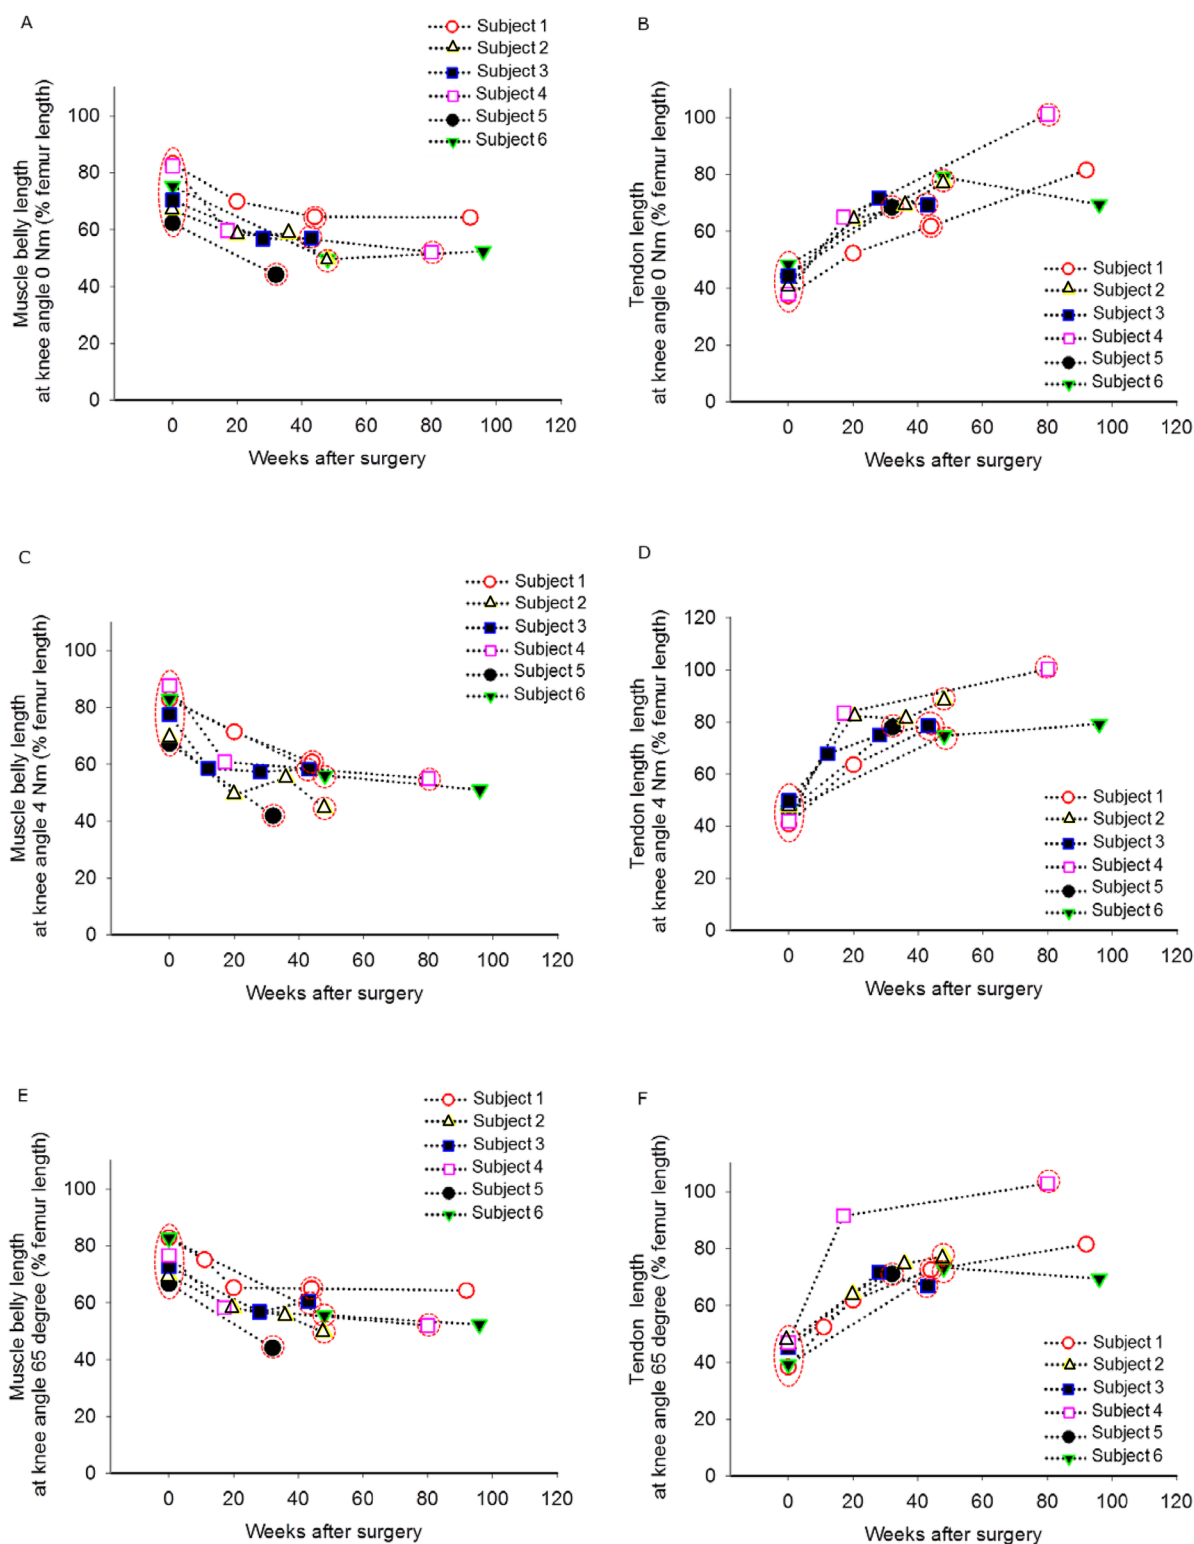 A
Subject 1
Subject 2
Subject 3
Subject 4
Subject 5
Subject 6
Muscle belly length
at knee angle 0 Nm (% femur length)
100
80
60
40
20
0
0 20 40 60 80 100 120
Weeks after surgery
B
Tendon length
at knee angle 0 Nm (% femur length)
100
80
60
40
20
0
Subject 1
Subject 2
Subject 3
Subject 4
Subject 5
Subject 6
0 20 40 60 80 100 120
Weeks after surgery
C
Subject 1
Subject 2
Subject 3
Subject 4
Subject 5
Subject 6
Muscle belly length
at knee angle 4 Nm (% femur length)
100
80
60
40
20
0
0 20 40 60 80 100 120
Weeks after surgery
D
Tendon length length
at knee angle 4 Nm (% femur length)
120
100
80
60
40
20
0
Subject 1
Subject 2
Subject 3
Subject 4
Subject 5
Subject 6
0 20 40 60 80 100 120
Weeks after surgery
E
Subject 1
Subject 2
Subject 3
Subject 4
Subject 5
Subject 6
Muscle belly length
at knee angle 65 degree (% femur length)
100
80
60
40
20
0
0 20 40 60 80 100 120
Weeks after surgery
F
Tendon length
at knee angle 65 degree (% femur length)
100
80
60
40
20
0
Subject 1
Subject 2
Subject 3
Subject 4
Subject 5
Subject 6
0 20 40 60 80 100 120
Weeks after surgery